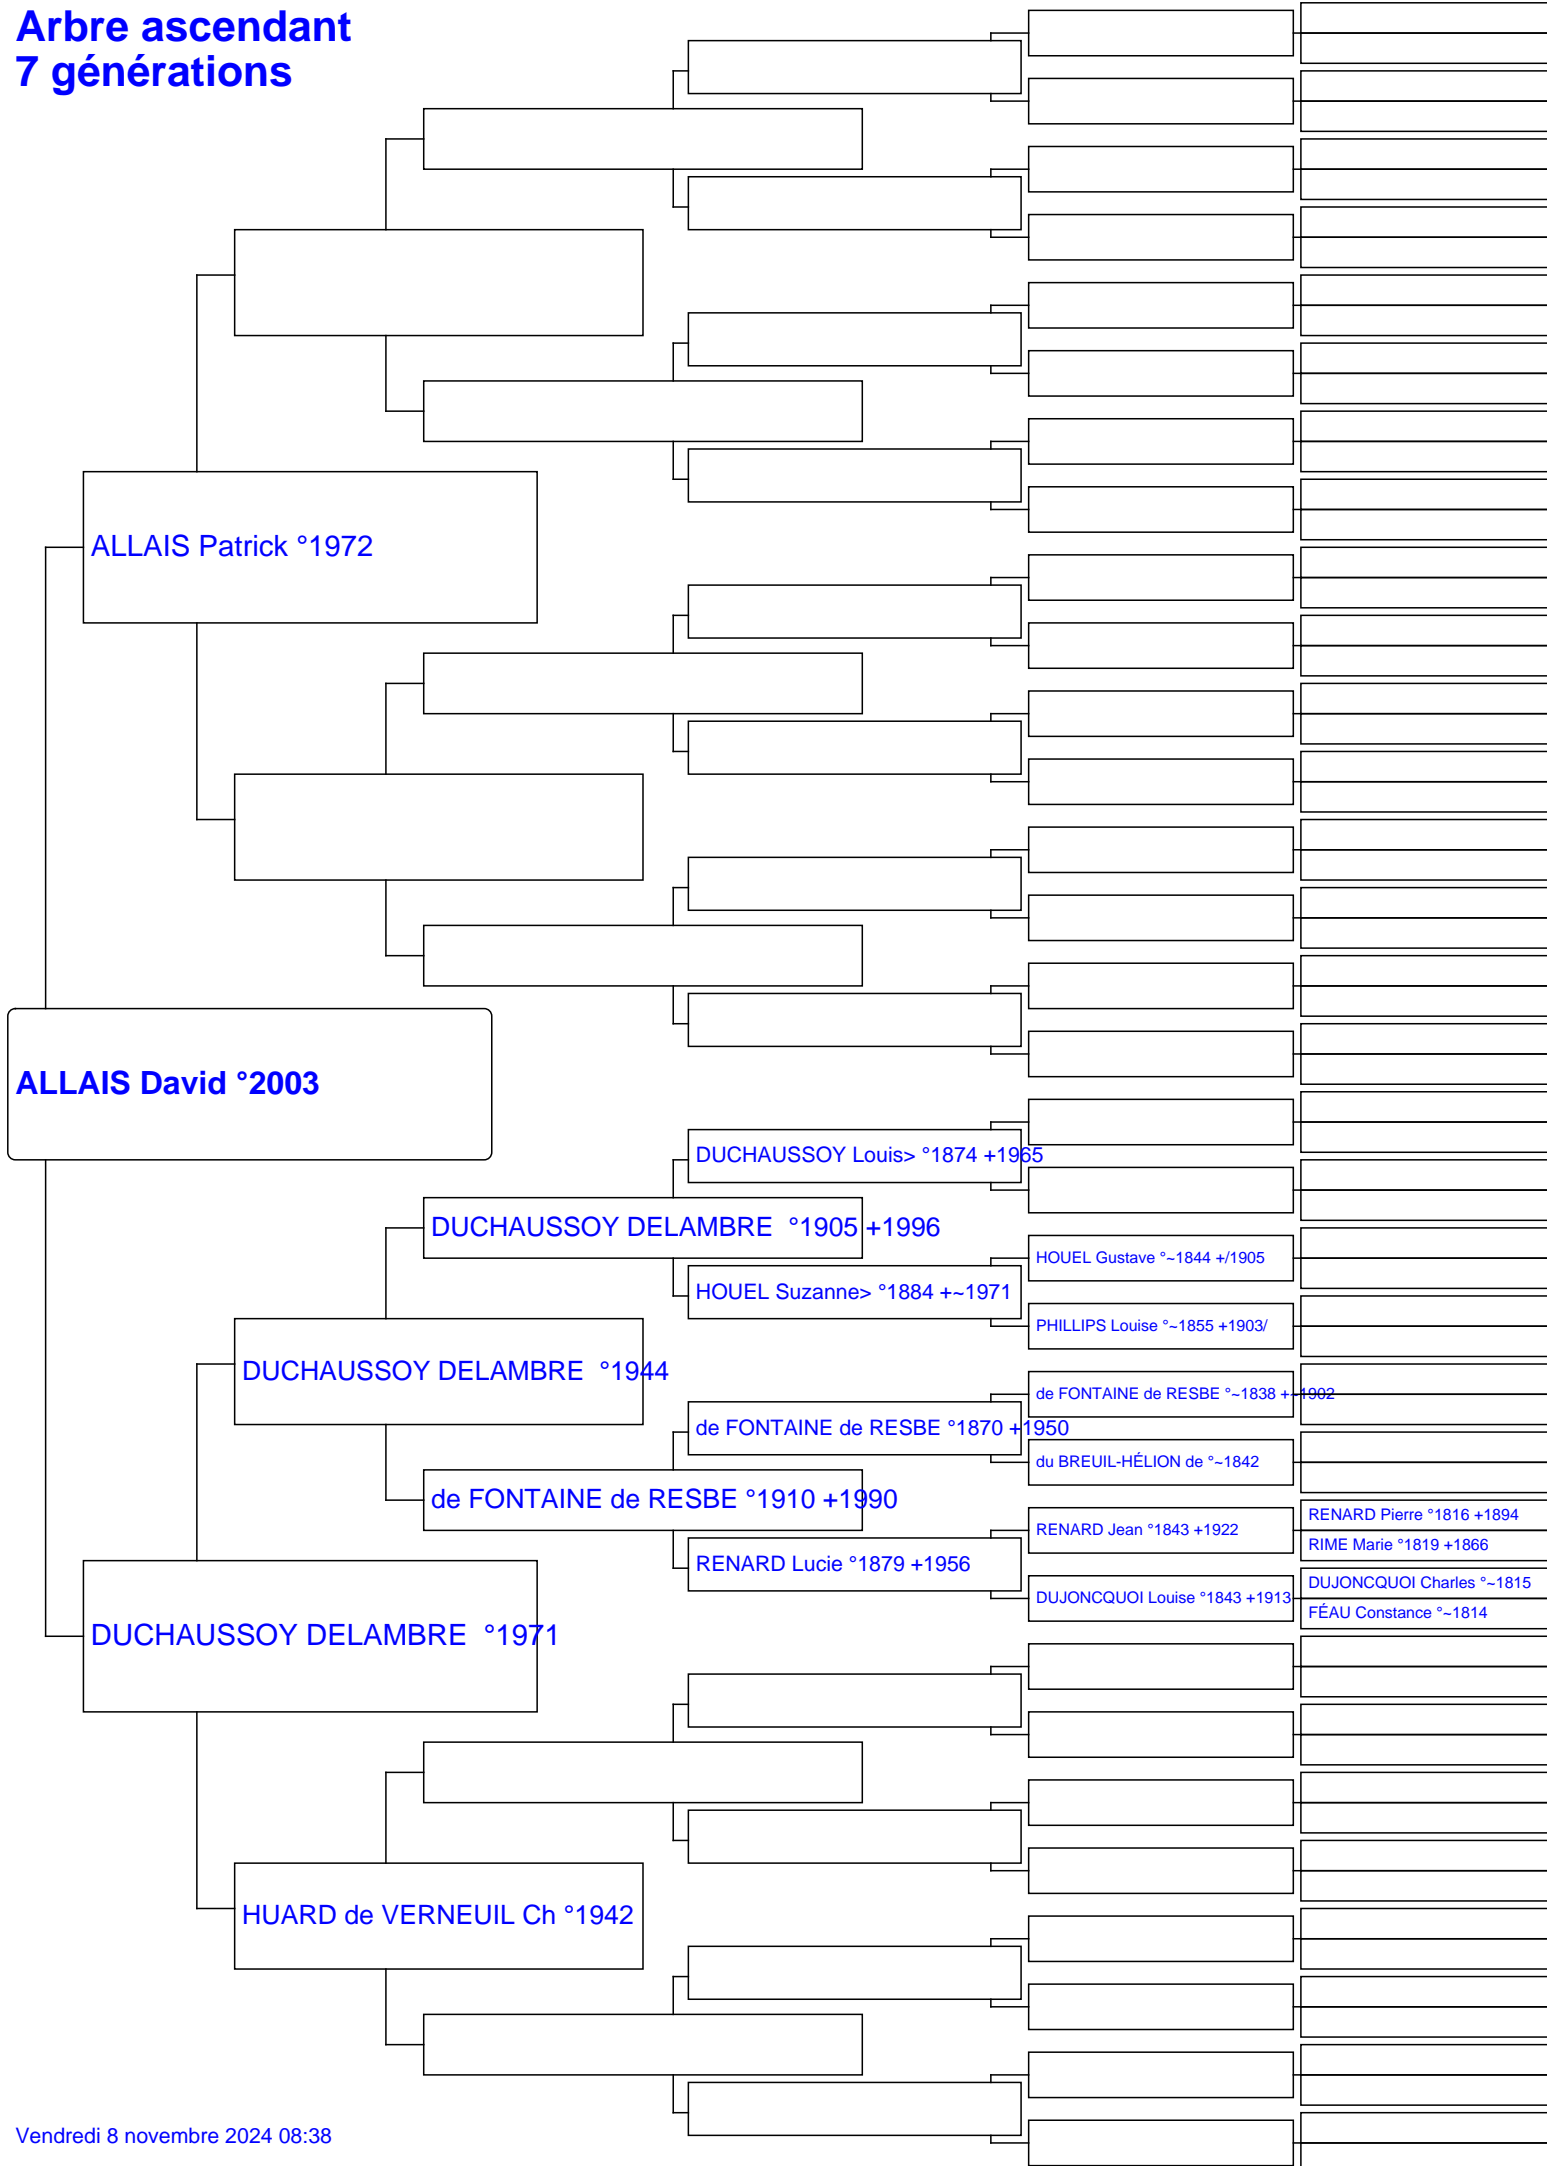 Arbre ascendant
7 générations
ALLAIS Patrick °1972
ALLAIS David °2003
DUCHAUSSOY Louis> °1874 +1965
DUCHAUSSOY DELAMBRE  °1905 +1996
HOUEL Gustave °~1844 +/1905
HOUEL Suzanne> °1884 +~1971
PHILLIPS Louise °~1855 +1903/
DUCHAUSSOY DELAMBRE  °1944
de FONTAINE de RESBE °~1838 +~1902
de FONTAINE de RESBE °1870 +1950
du BREUIL-HÉLION de °~1842
de FONTAINE de RESBE °1910 +1990
RENARD Pierre °1816 +1894
RENARD Jean °1843 +1922
RIME Marie °1819 +1866
RENARD Lucie °1879 +1956
DUJONCQUOI Charles °~1815
DUJONCQUOI Louise °1843 +1913
FÉAU Constance °~1814
DUCHAUSSOY DELAMBRE  °1971
HUARD de VERNEUIL Ch °1942
Vendredi 8 novembre 2024 08:38